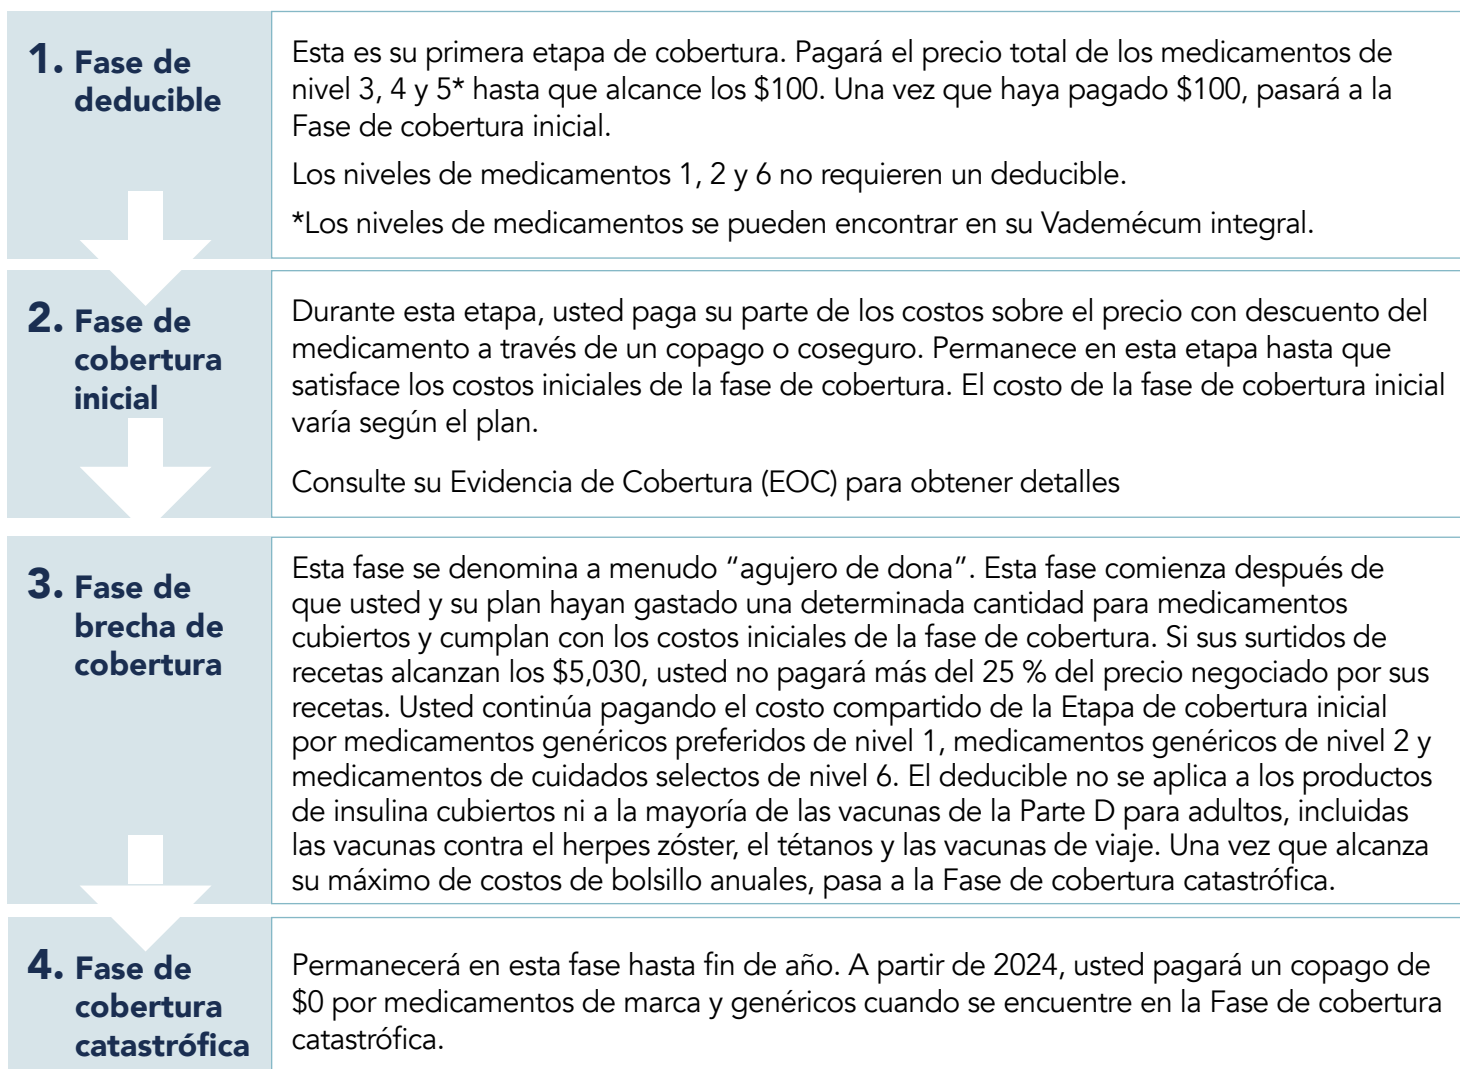 1. Fase de
deducible
Esta es su primera etapa de cobertura. Pagará el precio total de los medicamentos de
nivel 3, 4 y 5* hasta que alcance los $100. Una vez que haya pagado $100, pasará a la
Fase de cobertura inicial.
Los niveles de medicamentos 1, 2 y 6 no requieren un deducible.
*Los niveles de medicamentos se pueden encontrar en su Vademécum integral.
2. Fase de
cobertura
inicial
Durante esta etapa, usted paga su parte de los costos sobre el precio con descuento del
medicamento a través de un copago o coseguro. Permanece en esta etapa hasta que
satisface los costos iniciales de la fase de cobertura. El costo de la fase de cobertura inicial
varía según el plan.
Consulte su Evidencia de Cobertura (EOC) para obtener detalles
3. Fase de
brecha de
cobertura
Esta fase se denomina a menudo “agujero de dona”. Esta fase comienza después de
que usted y su plan hayan gastado una determinada cantidad para medicamentos
cubiertos y cumplan con los costos iniciales de la fase de cobertura. Si sus surtidos de
recetas alcanzan los $5,030, usted no pagará más del 25 % del precio negociado por sus
recetas. Usted continúa pagando el costo compartido de la Etapa de cobertura inicial
por medicamentos genéricos preferidos de nivel 1, medicamentos genéricos de nivel 2 y
medicamentos de cuidados selectos de nivel 6. El deducible no se aplica a los productos
de insulina cubiertos ni a la mayoría de las vacunas de la Parte D para adultos, incluidas
las vacunas contra el herpes zóster, el tétanos y las vacunas de viaje. Una vez que alcanza
su máximo de costos de bolsillo anuales, pasa a la Fase de cobertura catastrófica.
4. Fase de
cobertura
catastrófica
Permanecerá en esta fase hasta fin de año. A partir de 2024, usted pagará un copago de
$0 por medicamentos de marca y genéricos cuando se encuentre en la Fase de cobertura
catastrófica.